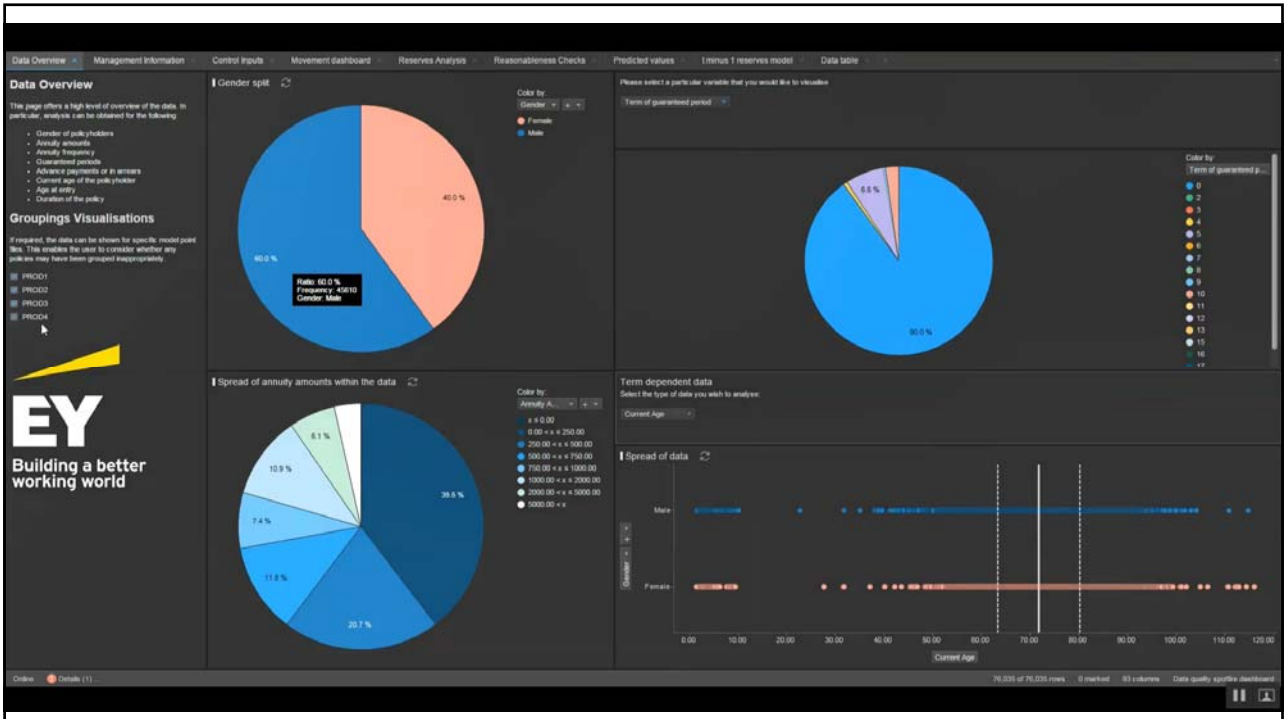 Data Overview
Management Information
Control Inputs
Movement dashboard
Reserves Analysis
Reasonableness Checks
Predicted values
t minus 1 reserves model
Data table
Data Overview
This page offers a high level of overview of the data. In
particular, analysis can be obtained for the following:
Gender of policyholders
Annuity amounts
Annuity frequency
Guaranteed periods
Advance payments or in arrears
Current age of the policyholder
Age at entry
Duration of the policy
Groupings Visualisations
If required, the data can be shown for specific model point
files. This enables the user to consider whether any
policies may have been grouped inappropriately.
PROD1
PROD2
PROD3
PROD4
EY
Building a better
working world
Gender split
Color by:
Gender
Female
Male
40.0 %
60.0 %
Ratio: 60.0 %
Frequency: 45610
Gender: Male
Please select a particular variable that you would like to visualise
Term of guaranteed period
Color by:
Term of guaranteed p...
0
2
3
4
5
6
7
8
9
10
11
12
13
15
16
17
6.6 %
90.0 %
Spread of annuity amounts within the data
Color by:
Annuity A...
x ≤ 0.00
0.00 < x ≤ 250.00
250.00 < x ≤ 500.00
500.00 < x ≤ 750.00
750.00 < x ≤ 1000.00
1000.00 < x ≤ 2000.00
2000.00 < x ≤ 5000.00
5000.00 < x
6.1 %
10.9 %
7.4 %
20.7 %
Term dependent data
Select the type of data you wish to analyse:
Current Age
Spread of data
Male
Female
Gender
0.00 10.00 20.00 30.00 40.00 50.00 60.00 70.00 80.00 90.00 100.00 110.00 120.00
Current Age
Online
Details (1)...
76,035 of 76,035 rows
0 marked
93 columns
Data quality spotfire dashboard